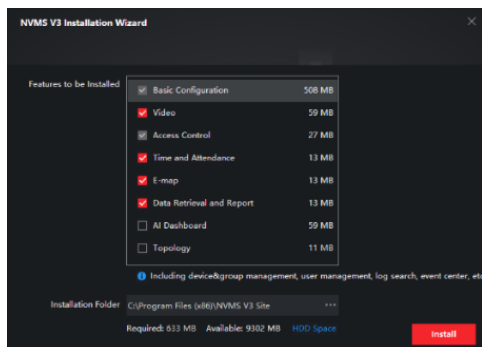 NVMS V3 Installation Wizard
Features to be Installed
Basic Configuration 508 MB
Video 59 MB
Access Control 27 MB
Time and Attendance 13 MB
E-map 13 MB
Data Retrieval and Report 13 MB
AI Dashboard 59 MB
Topology 11 MB
Including device&group management, user management, log search, event center, etc
Installation Folder C:\Program Files (x86)\NVMS V3 Site ...
Required: 633 MB Available: 9302 MB HDD Space
Install